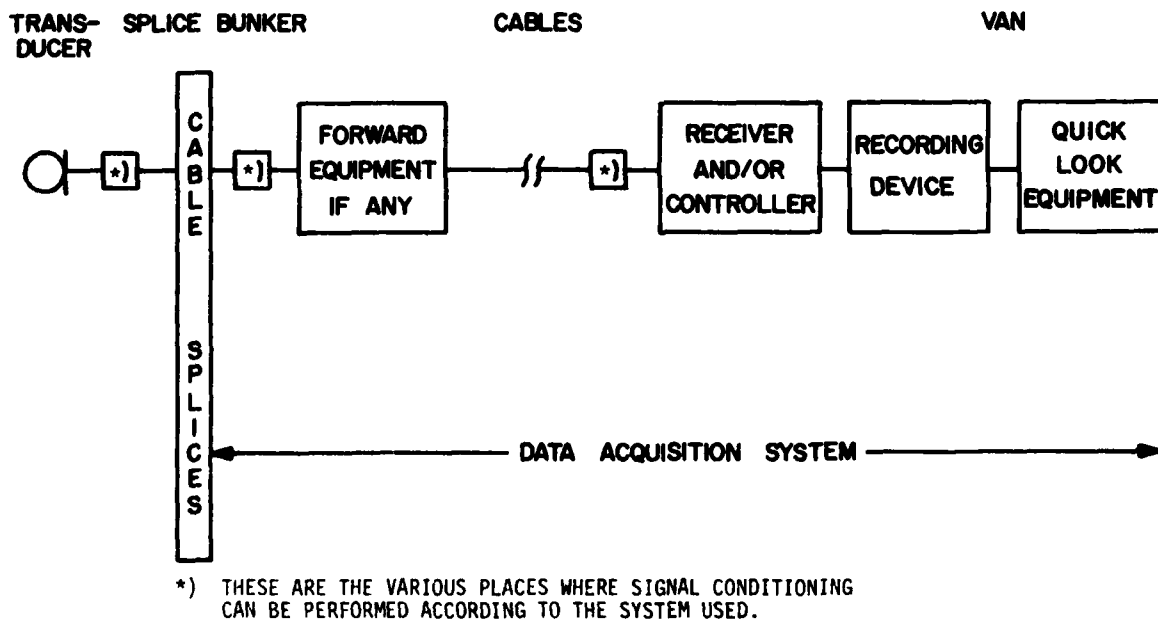 TRANS-
DUCER
SPLICE BUNKER
CABLES
VAN
CABLE SPLICES
*)
*)
FORWARD
EQUIPMENT
IF ANY
*)
RECEIVER
AND/OR
CONTROLLER
RECORDING
DEVICE
QUICK
LOOK
EQUIPMENT
DATA ACQUISITION SYSTEM
*) THESE ARE THE VARIOUS PLACES WHERE SIGNAL CONDITIONING
CAN BE PERFORMED ACCORDING TO THE SYSTEM USED.